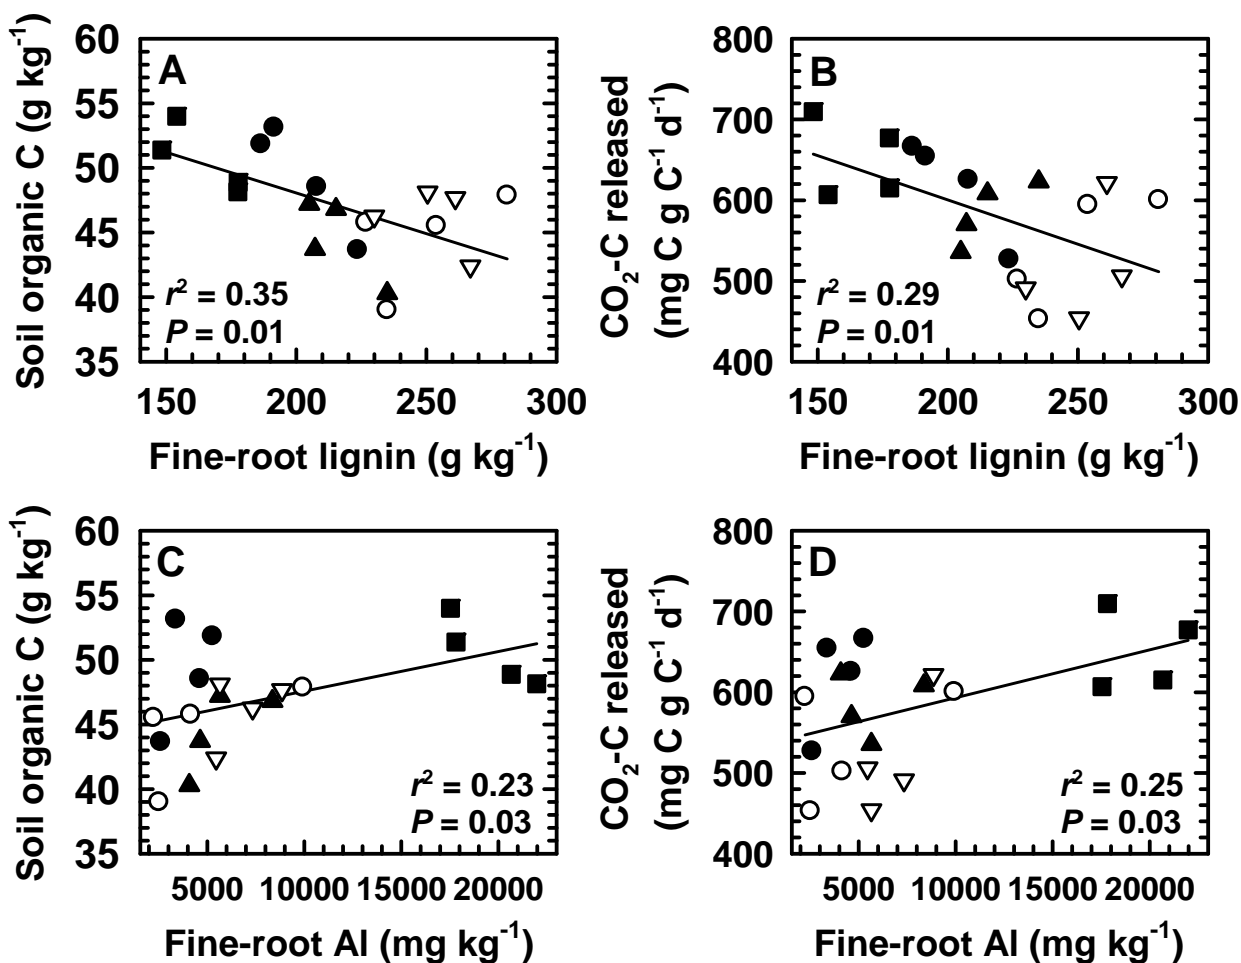 A
Soil organic C (g kg⁻¹)
60
55
50
45
40
35
r² = 0.35
P = 0.01
150 200 250 300
Fine-root lignin (g kg⁻¹)
B
CO₂-C released
(mg C g C⁻¹ d⁻¹)
800
700
600
500
400
r² = 0.29
P = 0.01
150 200 250 300
Fine-root lignin (g kg⁻¹)
C
Soil organic C (g kg⁻¹)
60
55
50
45
40
35
r² = 0.23
P = 0.03
5000 10000 15000 20000
Fine-root Al (mg kg⁻¹)
D
CO₂-C released
(mg C g C⁻¹ d⁻¹)
800
700
600
500
400
r² = 0.25
P = 0.03
5000 10000 15000 20000
Fine-root Al (mg kg⁻¹)